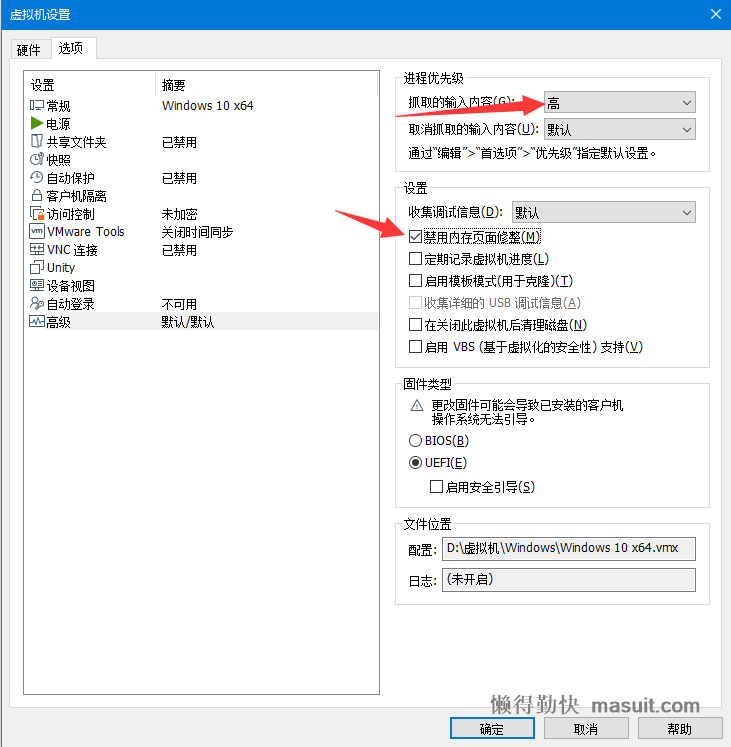 虚拟机设置
硬件 选项
设置 摘要
常规 Windows 10 x64
电源
共享文件夹 已禁用
快照
自动保护 已禁用
客户机隔离
访问控制 未加密
VMware Tools 关闭时间同步
VNC 连接 已禁用
Unity
设备视图
自动登录 不可用
高级 默认/默认
进程优先级
抓取的输入内容(G): 高
取消抓取的输入内容(U): 默认
通过"编辑">"首选项">"优先级"指定默认设置。
设置
收集调试信息(D): 默认
禁用内存页面修整(M)
定期记录虚拟机进度(L)
启用模板模式(用于克隆)(T)
收集详细的 USB 调试信息(A)
在关闭此虚拟机后清理磁盘(N)
启用 VBS (基于虚拟化的安全性) 支持(V)
固件类型
更改固件可能会导致已安装的客户机
操作系统无法引导。
BIOS(B)
UEFI(E)
启用安全引导(S)
文件位置
配置: D:\虚拟机\Windows\Windows 10 x64.vmx
日志: (未开启)
懒得勤快 masuit.com
确定 取消 帮助